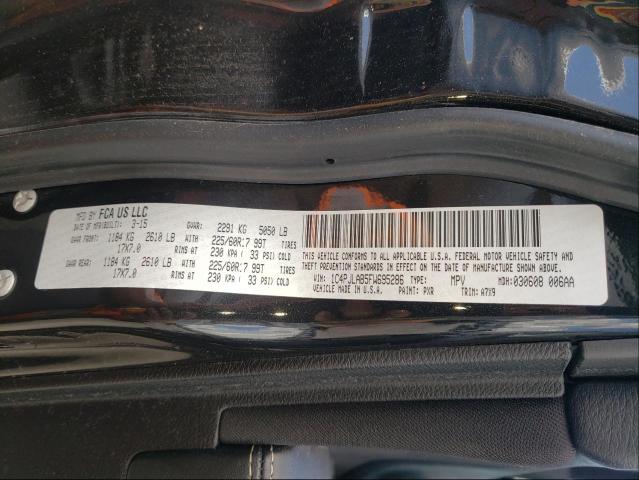 MFD BY FCA US LLC
DATE OF MFR(BUILT): 3-15 GVWR: 2291 KG 5050 LB
GAWR FRONT: 1184 KG 2610 LB WITH 225/60R17 99T TIRES
17X7.0 RIMS AT 230 KPA ( 33 PSI) COLD
GAWR REAR: 1184 KG 2610 LB WITH 225/60R17 99T TIRES
17X7.0 RIMS AT 230 KPA ( 33 PSI) COLD
THIS VEHICLE CONFORMS TO ALL APPLICABLE U.S.A. FEDERAL MOTOR VEHICLE SAFETY AND
THEFT PREVENTION STANDARDS IN EFFECT ON THE DATE OF MANUFACTURE SHOWN ABOVE.
VIN: 1C4PJLAB5FW695286 TYPE: MPV MDH:030608 006AA
VEHICLE MADE IN U.S.A. PAINT: PXR TRIM: A7X9